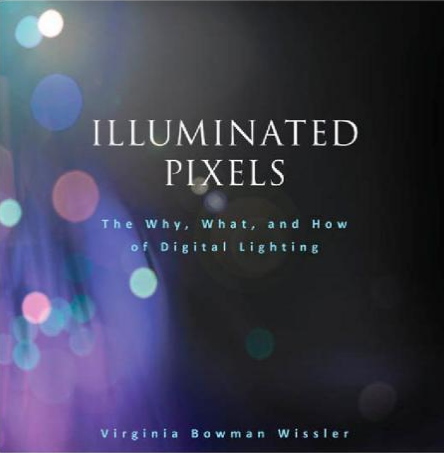 ILLUMINATED
PIXELS
The Why, What, and How
of Digital Lighting
Virginia Bowman Wissler